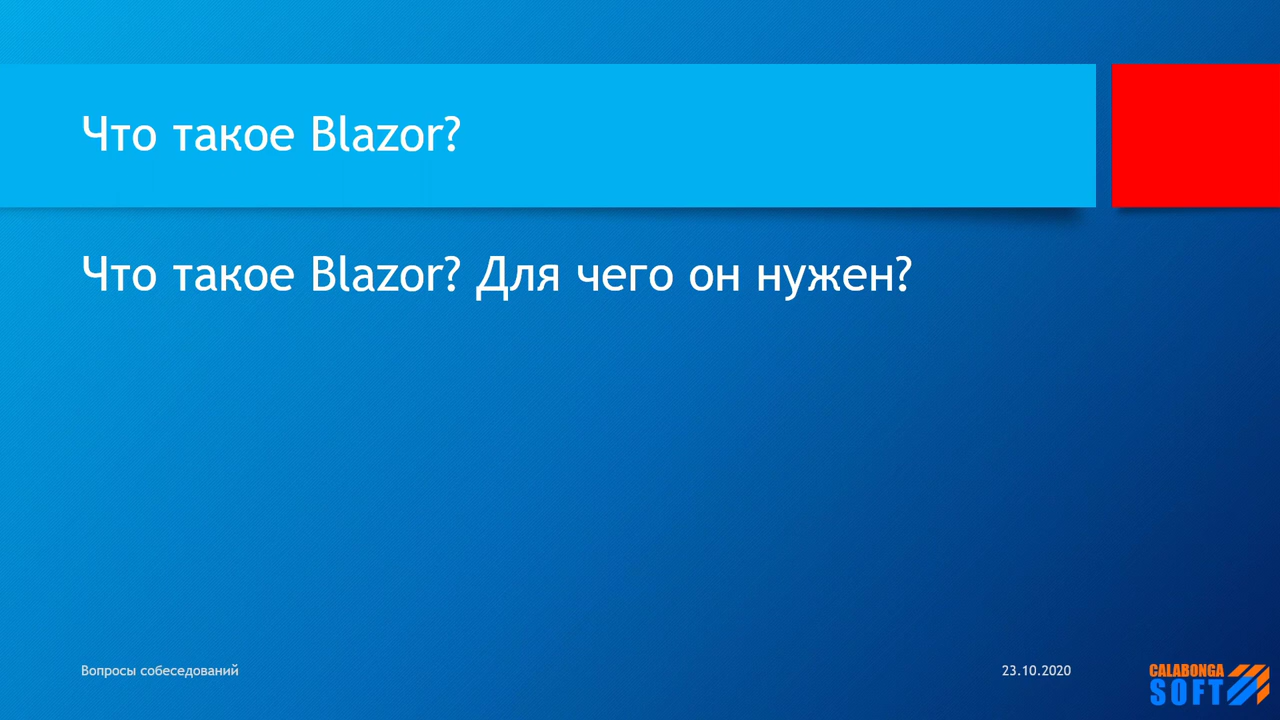 Что такое Blazor?
Что такое Blazor? Для чего он нужен?
Вопросы собеседований
23.10.2020
CALABONGA
SOFT